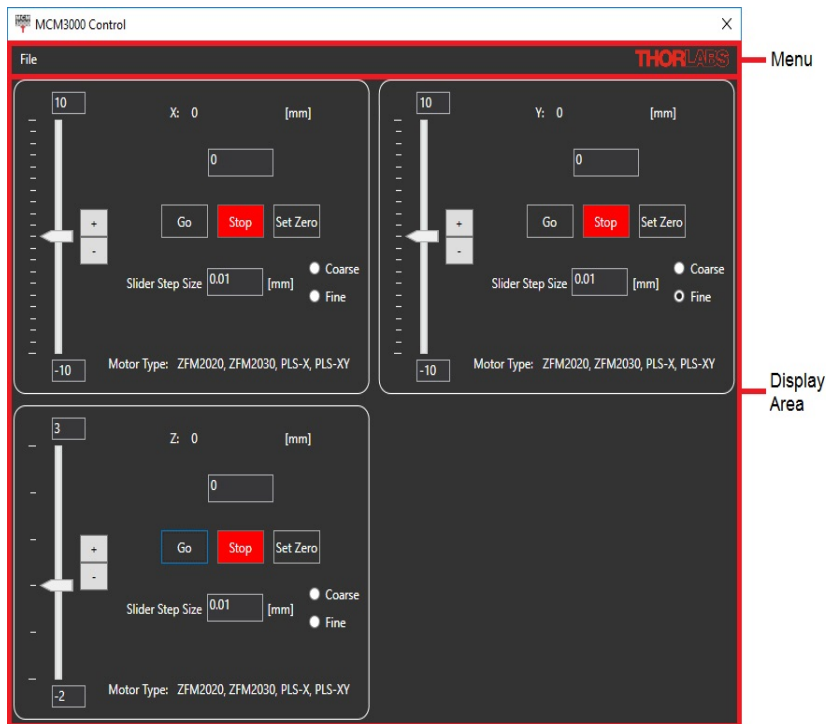 MCM3000 Control
X
File
THORLABS
Menu
10
X: 0 [mm]
0
+
-
Go Stop Set Zero
Slider Step Size 0.01 [mm]
Coarse
Fine
-10
Motor Type: ZFM2020, ZFM2030, PLS-X, PLS-XY
10
Y: 0 [mm]
0
+
-
Go Stop Set Zero
Slider Step Size 0.01 [mm]
Coarse
Fine
-10
Motor Type: ZFM2020, ZFM2030, PLS-X, PLS-XY
Display
Area
3
Z: 0 [mm]
0
+
-
Go Stop Set Zero
Slider Step Size 0.01 [mm]
Coarse
Fine
-2
Motor Type: ZFM2020, ZFM2030, PLS-X, PLS-XY